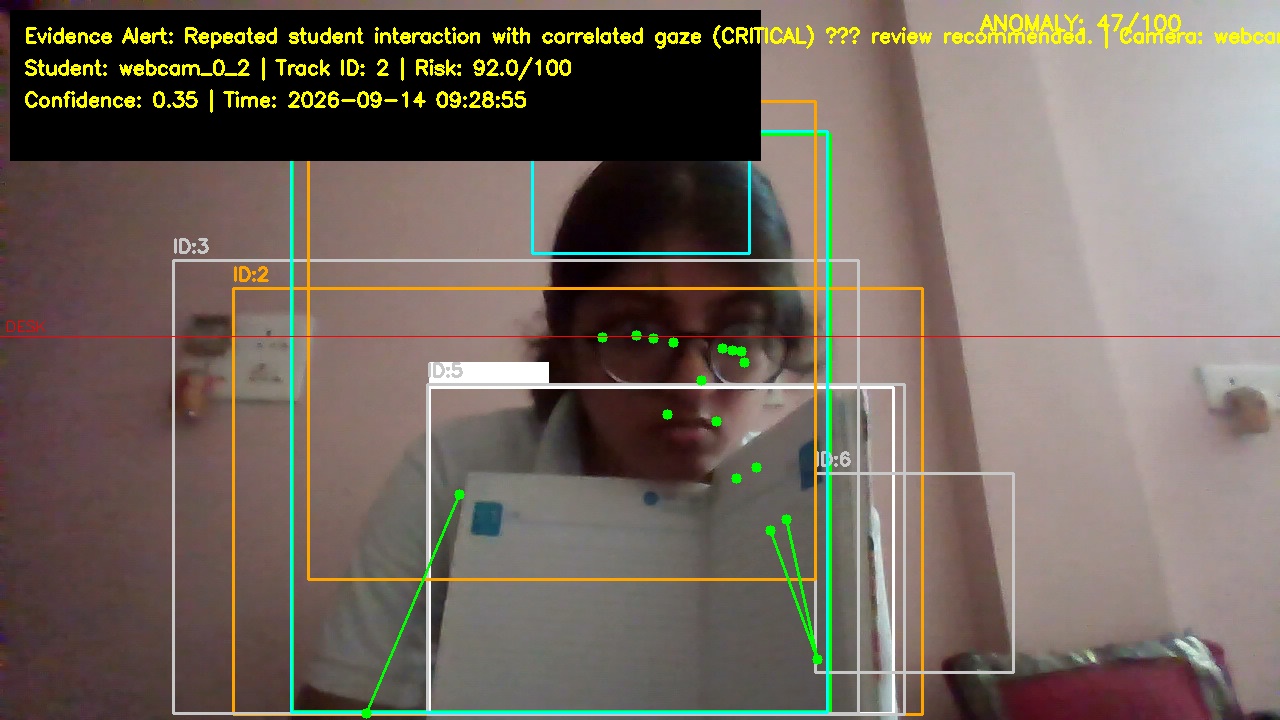 Evidence Alert: Repeated student interaction with correlated gaze (CRITICAL) ??? review recommended. | Camera: webca
ANOMALY: 47/100
Student: webcam_0_2 | Track ID: 2 | Risk: 92.0/100
Confidence: 0.35 | Time: 2026-09-14 09:28:55
ID:3
ID:2
DESK
ID:5
ID:6